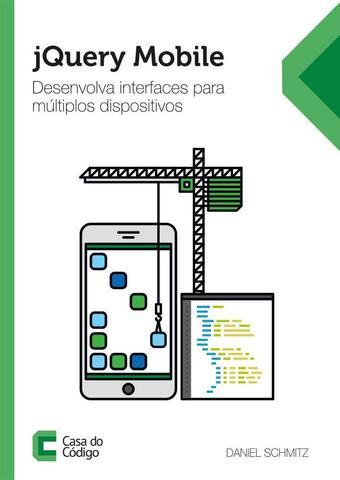 jQuery Mobile
Desenvolva interfaces para
múltiplos dispositivos
Casa do
Código
DANIEL SCHMITZ